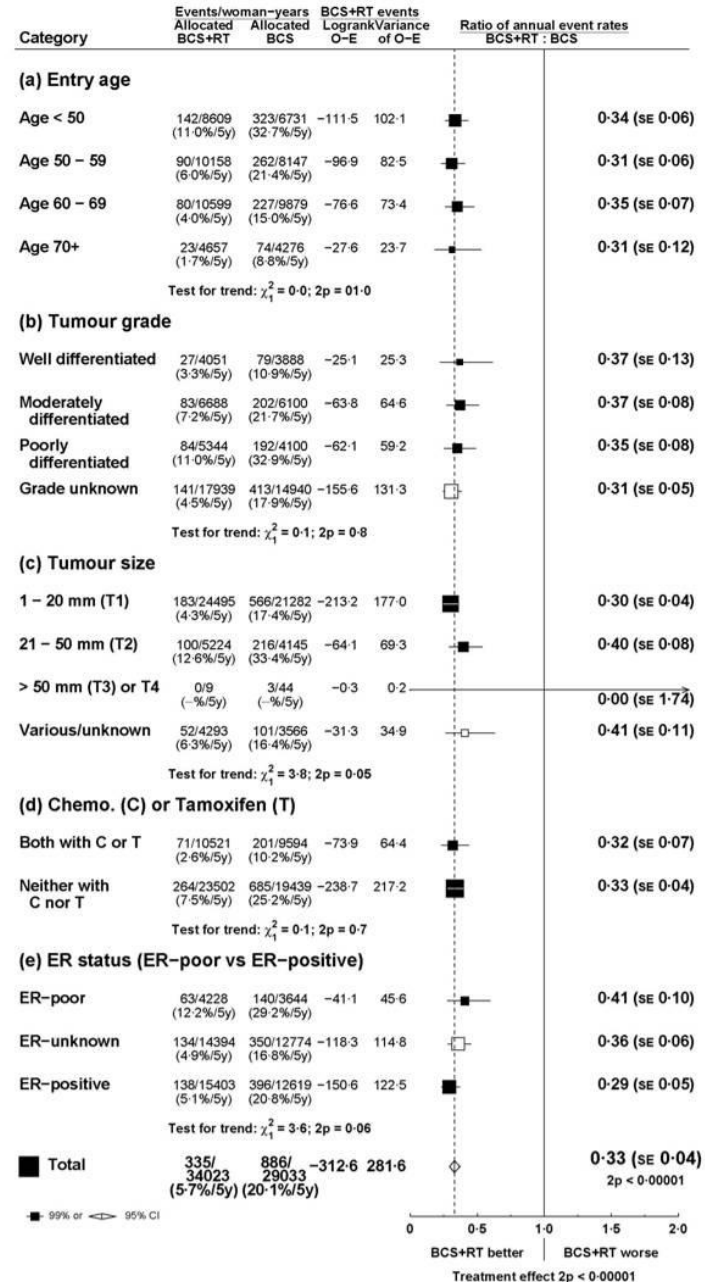 Events/woman−years BCS+RT events
Category Allocated BCS+RT Allocated BCS Logrank O−E Variance of O−E Ratio of annual event rates BCS+RT : BCS
(a) Entry age
Age < 50 142/8609 323/6731 −111·5 102·1 0·34 (SE 0·06)
(11·0%/5y) (32·7%/5y)
Age 50 − 59 90/10158 262/8147 −96·9 82·5 0·31 (SE 0·06)
(6·0%/5y) (21·4%/5y)
Age 60 − 69 80/10599 227/9879 −76·6 73·4 0·35 (SE 0·07)
(4·0%/5y) (15·0%/5y)
Age 70+ 23/4657 74/4276 −27·6 23·7 0·31 (SE 0·12)
(1·7%/5y) (8·8%/5y)
Test for trend: χ²₁ = 0·0; 2p = 01·0
(b) Tumour grade
Well differentiated 27/4051 79/3888 −25·1 25·3 0·37 (SE 0·13)
(3·3%/5y) (10·9%/5y)
Moderately 83/6688 202/6100 −63·8 64·6 0·37 (SE 0·08)
differentiated (7·2%/5y) (21·7%/5y)
Poorly 84/5344 192/4100 −62·1 59·2 0·35 (SE 0·08)
differentiated (11·0%/5y) (32·9%/5y)
Grade unknown 141/17939 413/14940 −155·6 131·3 0·31 (SE 0·05)
(4·5%/5y) (17·9%/5y)
Test for trend: χ²₁ = 0·1; 2p = 0·8
(c) Tumour size
1 − 20 mm (T1) 183/24495 566/21282 −213·2 177·0 0·30 (SE 0·04)
(4·3%/5y) (17·4%/5y)
21 − 50 mm (T2) 100/5224 216/4145 −64·1 69·3 0·40 (SE 0·08)
(12·6%/5y) (33·4%/5y)
> 50 mm (T3) or T4 0/9 3/44 −0·3 0·2
(−%/5y) (−%/5y) 0·00 (SE 1·74)
Various/unknown 52/4293 101/3566 −31·3 34·9 0·41 (SE 0·11)
(6·3%/5y) (16·4%/5y)
Test for trend: χ²₁ = 3·8; 2p = 0·05
(d) Chemo. (C) or Tamoxifen (T)
Both with C or T 71/10521 201/9594 −73·9 64·4 0·32 (SE 0·07)
(2·6%/5y) (10·2%/5y)
Neither with 264/23502 685/19439 −238·7 217·2 0·33 (SE 0·04)
C nor T (7·5%/5y) (25·2%/5y)
Test for trend: χ²₁ = 0·1; 2p = 0·7
(e) ER status (ER−poor vs ER−positive)
ER−poor 63/4228 140/3644 −41·1 45·6 0·41 (SE 0·10)
(12·2%/5y) (29·2%/5y)
ER−unknown 134/14394 350/12774 −118·3 114·8 0·36 (SE 0·06)
(4·9%/5y) (16·8%/5y)
ER−positive 138/15403 396/12619 −150·6 122·5 0·29 (SE 0·05)
(5·1%/5y) (20·8%/5y)
Test for trend: χ²₁ = 3·6; 2p = 0·06
Total 335/ 886/ −312·6 281·6 0·33 (SE 0·04)
34023 29033 2p < 0·00001
(5·7%/5y) (20·1%/5y)
99% or 95% CI
0 0·5 1·0 1·5 2·0
BCS+RT better BCS+RT worse
Treatment effect 2p < 0·00001